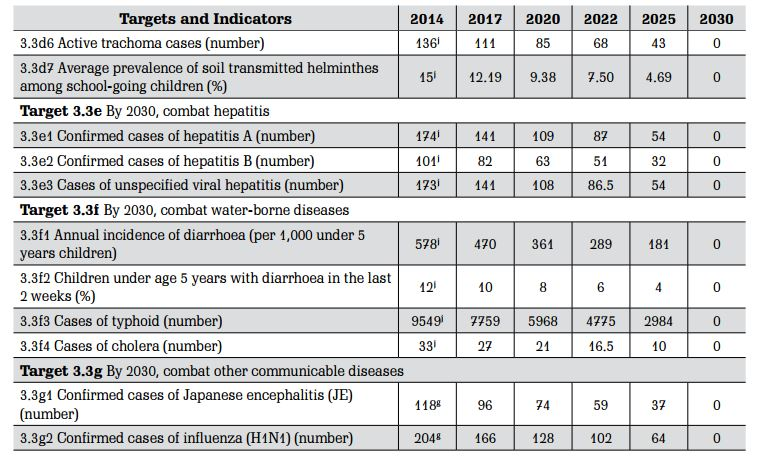 Targets and Indicators 2014 2017 2020 2022 2025 2030
3.3d6 Active trachoma cases (number) 136j 111 85 68 43 0
3.3d7 Average prevalence of soil transmitted helminthes
among school-going children (%) 15j 12.19 9.38 7.50 4.69 0
Target 3.3e By 2030, combat hepatitis
3.3e1 Confirmed cases of hepatitis A (number) 174j 141 109 87 54 0
3.3e2 Confirmed cases of hepatitis B (number) 101j 82 63 51 32 0
3.3e3 Cases of unspecified viral hepatitis (number) 173j 141 108 86.5 54 0
Target 3.3f By 2030, combat water-borne diseases
3.3f1 Annual incidence of diarrhoea (per 1,000 under 5
years children) 578j 470 361 289 181 0
3.3f2 Children under age 5 years with diarrhoea in the last
2 weeks (%) 12i 10 8 6 4 0
3.3f3 Cases of typhoid (number) 9549j 7759 5968 4775 2984 0
3.3f4 Cases of cholera (number) 33j 27 21 16.5 10 0
Target 3.3g By 2030, combat other communicable diseases
3.3g1 Confirmed cases of Japanese encephalitis (JE)
(number) 118g 96 74 59 37 0
3.3g2 Confirmed cases of influenza (H1N1) (number) 204g 166 128 102 64 0